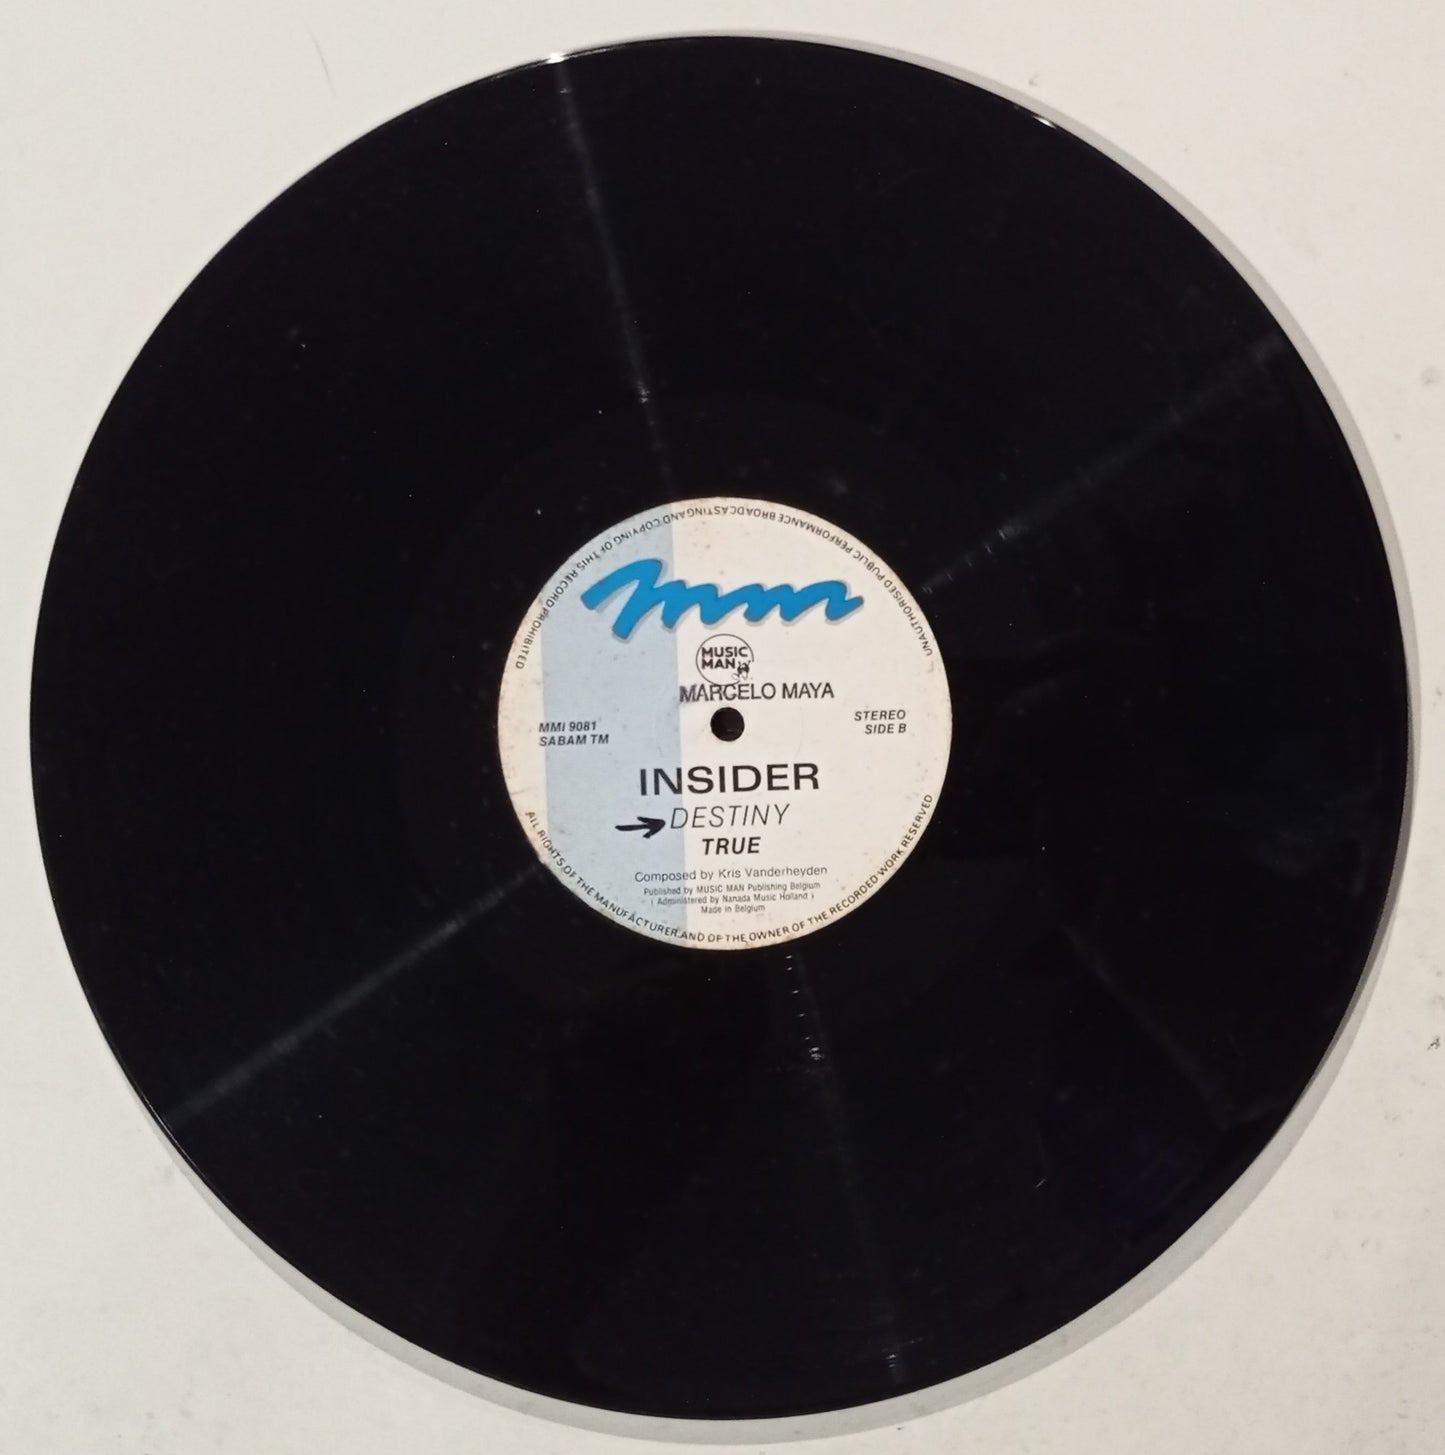 UNAUTHORISED PUBLIC PERFORMANCE BROADCASTING AND COPYING OF THIS RECORD PROHIBITED
mm
MUSIC
MAN
MARCELO MAYA
MMI 9081
SABAM TM
STEREO
SIDE B
INSIDER
DESTINY
TRUE
Composed by Kris Vanderheyden
Published by MUSIC MAN Publishing Belgium
( Administered by Nanada Music Holland )
Made in Belgium
ALL RIGHTS OF THE MANUFACTURER AND OF THE OWNER OF THE RECORDED WORK RESERVED